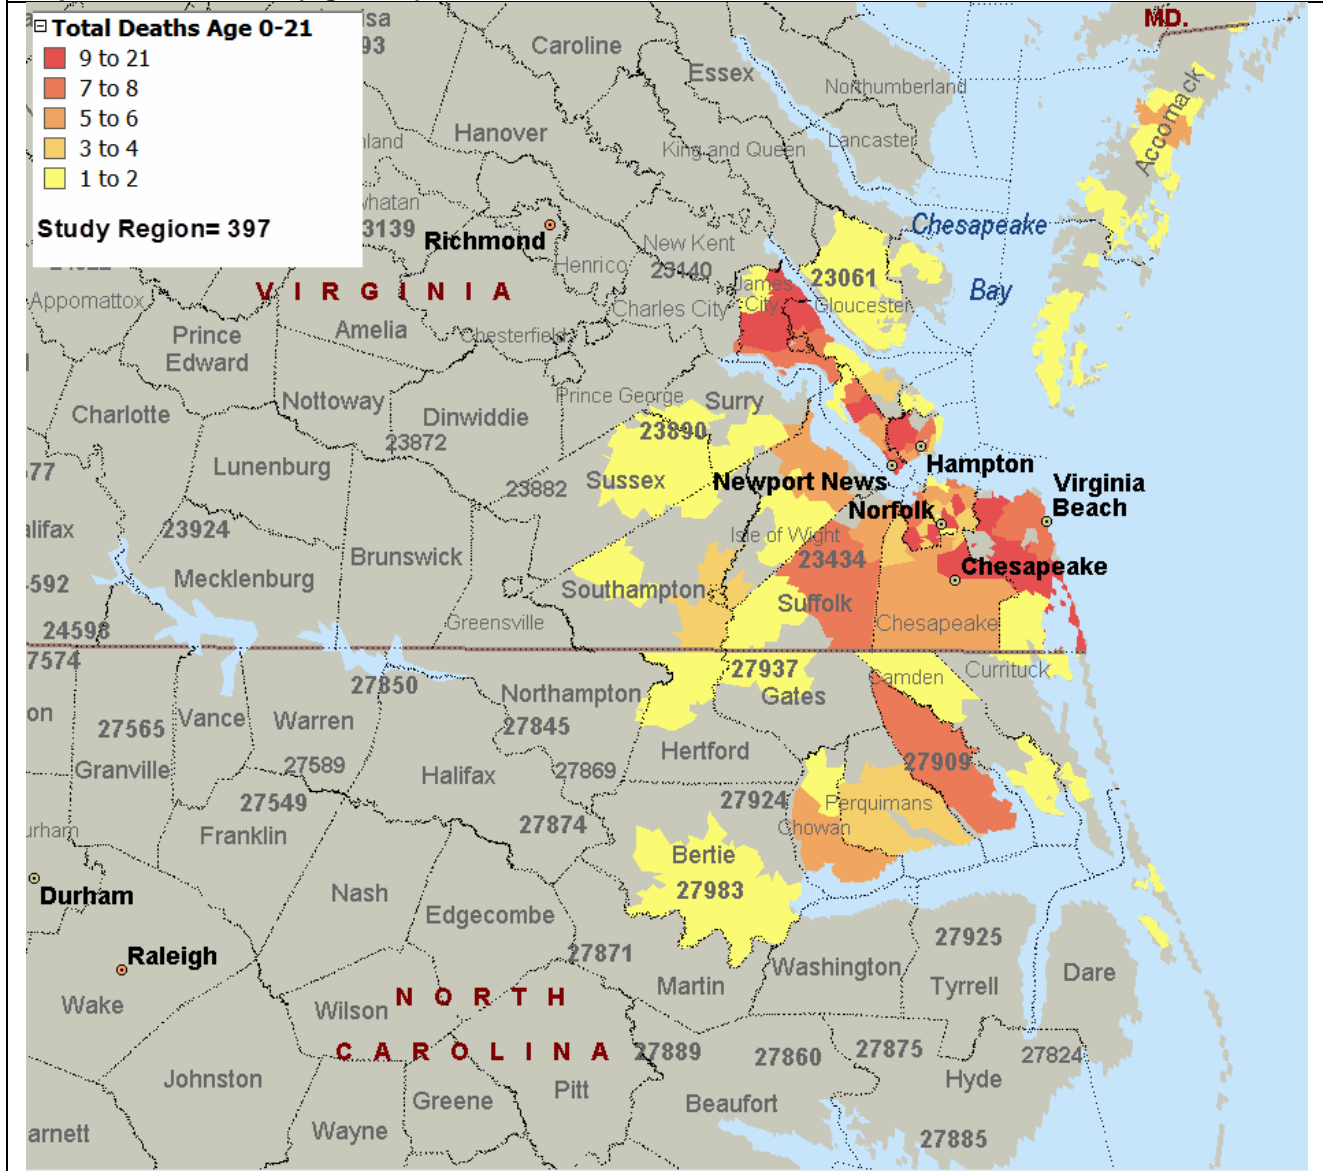 Total Deaths Age 0-21
9 to 21
7 to 8
5 to 6
3 to 4
1 to 2
Study Region= 397
MD.
Caroline
Essex
Northumberland
Hanover
King and Queen
Lancaster
Accomack
3139
Richmond
New Kent
23140
Henrico
Chesapeake
Bay
23061
Gloucester
James
City
Charles City
VIRGINIA
Appomattox
Prince
Edward
Amelia
Chesterfield
Charlotte
Nottoway
Dinwiddie
23872
Prince George
Surry
23890
Sussex
Lunenburg
23882
Hampton
Newport News
Norfolk
Virginia
Beach
23924
Isle of Wight
23434
Chesapeake
Mecklenburg
Brunswick
Southampton
Suffolk
Chesapeake
Greensville
24598
7574
592
27850
Northampton
27937
Gates
Camden
Currituck
27565
Vance
Warren
27845
Hertford
27909
Granville
27589
Halifax
27869
27924
Perquimans
Chowan
27549
Franklin
27874
Bertie
27983
Durham
Nash
Edgecombe
27871
Raleigh
Wake
Wilson
NORTH
CAROLINA
Martin
Washington
27925
Tyrrell
Dare
27889
27860
27875
27824
Johnston
Greene
Pitt
Beaufort
Hyde
Wayne
27885
arnett